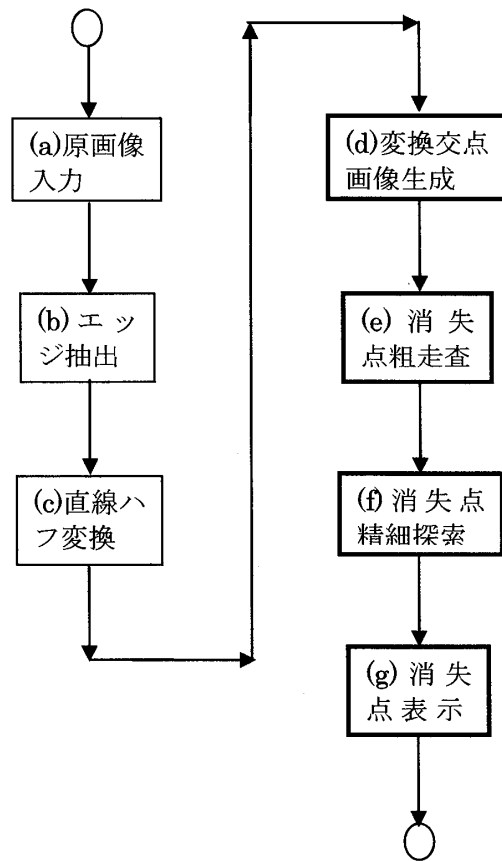 (a)原画像
入力
(b)エッ
ジ抽出
(c)直線ハ
フ変換
(d)変換交点
画像生成
(e)消失
点粗走査
(f)消失点
精細探索
(g)消失
点表示